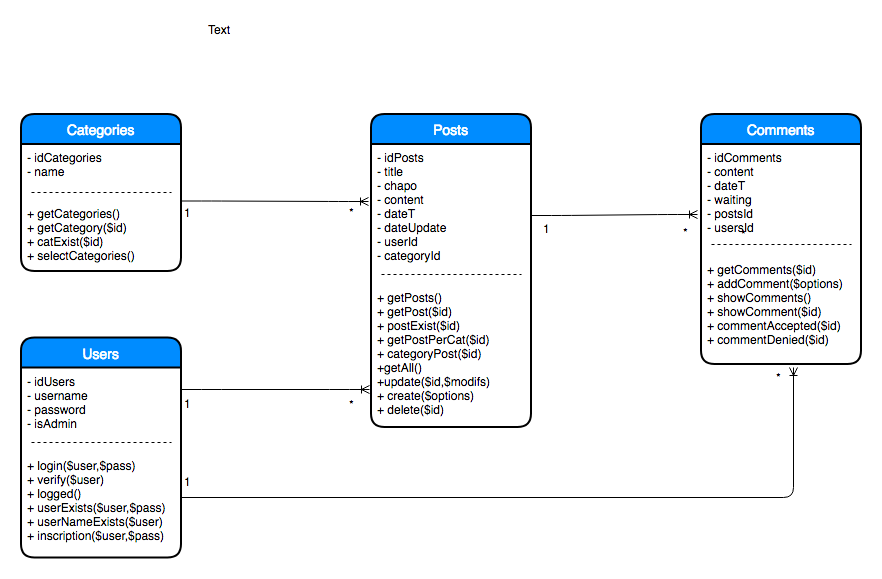 Text
Categories
- idCategories
- name
+ getCategories()
+ getCategory($id)
+ catExist($id)
+ selectCategories()
1
*
Posts
- idPosts
- title
- chapo
- content
- dateT
- dateUpdate
- userId
- categoryId
+ getPosts()
+ getPost($id)
+ postExist($id)
+ getPostPerCat($id)
+ categoryPost($id)
+getAll()
+update($id,$modifs)
+ create($options)
+ delete($id)
1
*
Comments
- idComments
- content
- dateT
- waiting
- postsId
- usersId
*
+ getComments($id)
+ addComment($options)
+ showComments()
+ showComment($id)
+ commentAccepted($id)
+ commentDenied($id)
Users
- idUsers
- username
- password
- isAdmin
+ login($user,$pass)
+ verify($user)
+ logged()
+ userExists($user,$pass)
+ userNameExists($user)
+ inscription($user,$pass)
1
*
1
*